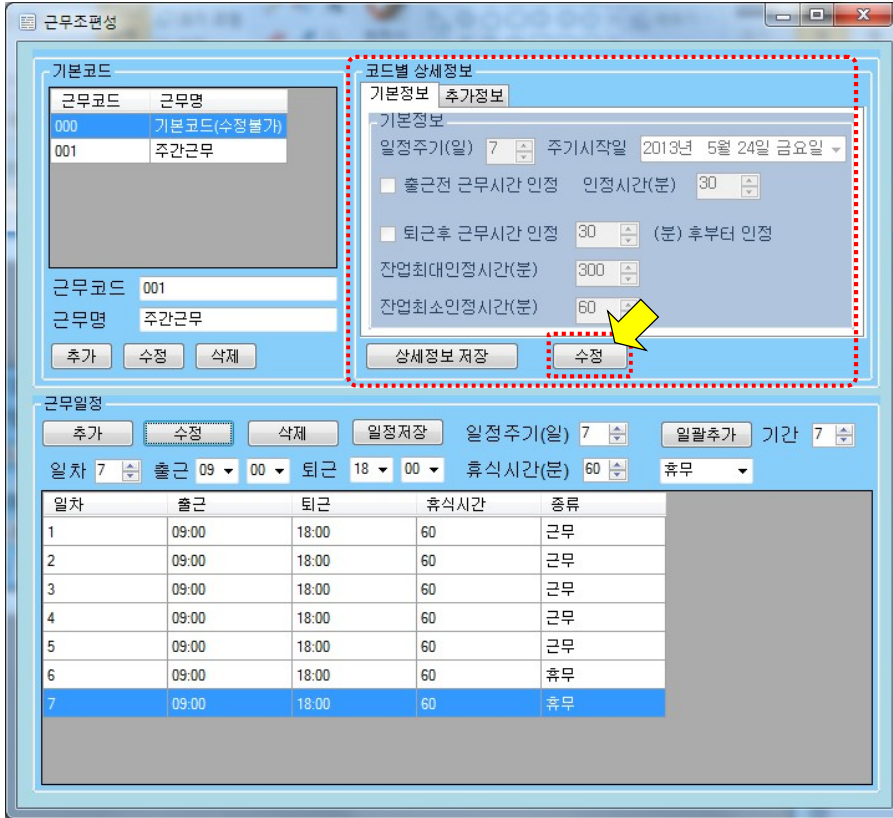 근무조편성
기본코드
근무코드 근무명
000 기본코드(수정불가)
001 주간근무
근무코드 001
근무명 주간근무
추가 수정 삭제
코드별 상세정보
기본정보 추가정보
기본정보
일정주기(일) 7 주기시작일 2013년 5월 24일 금요일
출근전 근무시간 인정 인정시간(분) 30
퇴근후 근무시간 인정 30 (분) 후부터 인정
잔업최대인정시간(분) 300
잔업최소인정시간(분) 60
상세정보 저장 수정
근무일정
추가 수정 삭제 일정저장 일정주기(일) 7 일괄추가 기간 7
일차 7 출근 09 00 퇴근 18 00 휴식시간(분) 60 휴무
일차 출근 퇴근 휴식시간 종류
1 09:00 18:00 60 근무
2 09:00 18:00 60 근무
3 09:00 18:00 60 근무
4 09:00 18:00 60 근무
5 09:00 18:00 60 근무
6 09:00 18:00 60 휴무
7 09:00 18:00 60 휴무